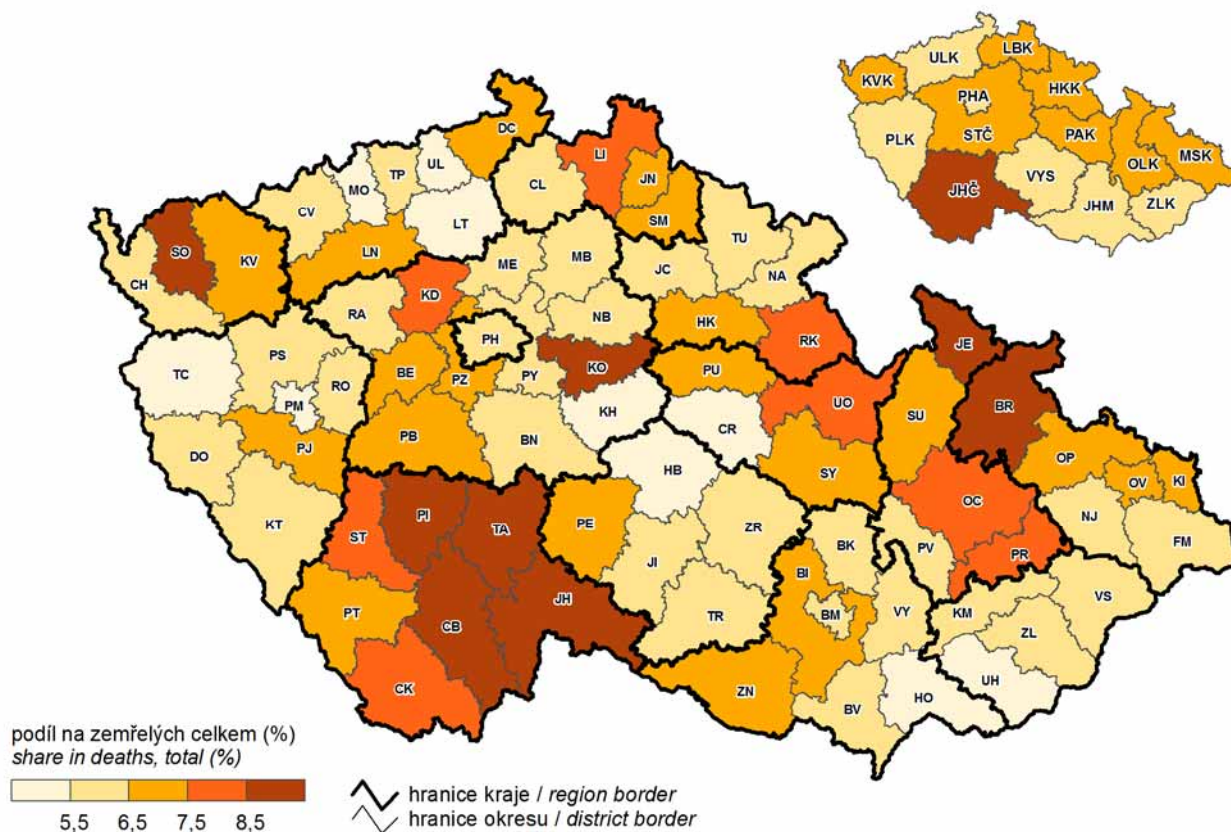 ULK
LBK
KVK
HKK
PHA
STČ
PAK
PLK
MSK
OLK
JHČ
VYS
JHM
ZLK
DC
UL
LI
TP
MO
JN
CL
CV
LT
SM
TU
SO
LN
KV
ME
MB
JC
NA
CH
KD
RA
NB
HK
PH
RK
JE
PS
KO
TC
BE
PZ
PY
PU
RO
UO
BR
PM
KH
SU
CR
PB
BN
PJ
DO
OP
HB
SY
OV
KI
OC
PI
TA
PE
KT
ST
ZR
NJ
FM
BK
PV
PR
JI
BI
VS
JH
PT
CB
TR
BM
VY
KM
ZL
UH
CK
ZN
HO
BV
podíl na zemřelých celkem (%)
share in deaths, total (%)
5,5 6,5 7,5 8,5
hranice kraje / region border
hranice okresu / district border